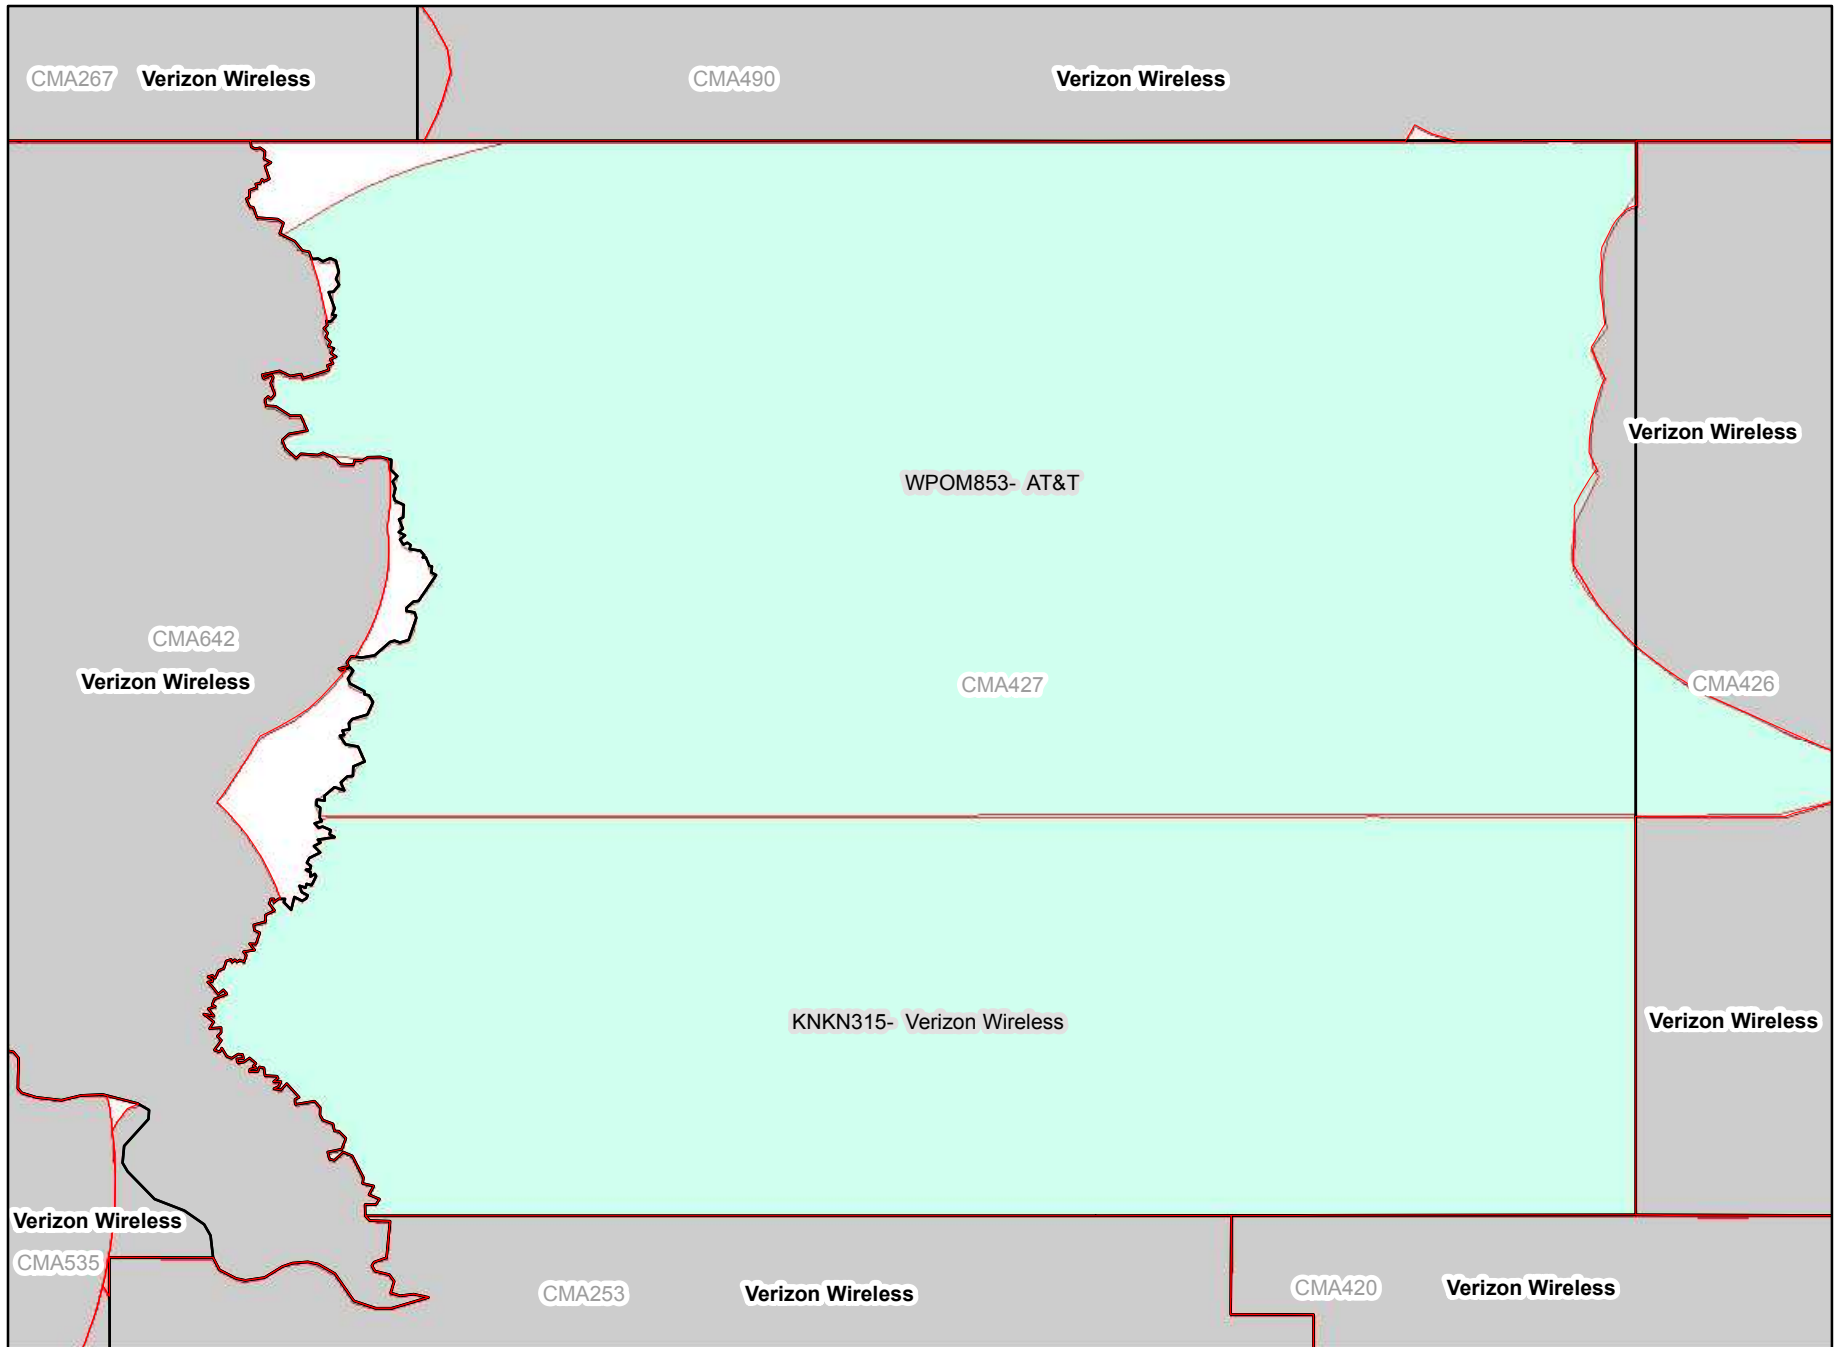 CMA267 Verizon Wireless
CMA490 Verizon Wireless
Verizon Wireless
WPOM853- AT&T
CMA642
Verizon Wireless
CMA427
CMA426
KNKN315- Verizon Wireless
Verizon Wireless
Verizon Wireless
CMA535
CMA253 Verizon Wireless
CMA420 Verizon Wireless